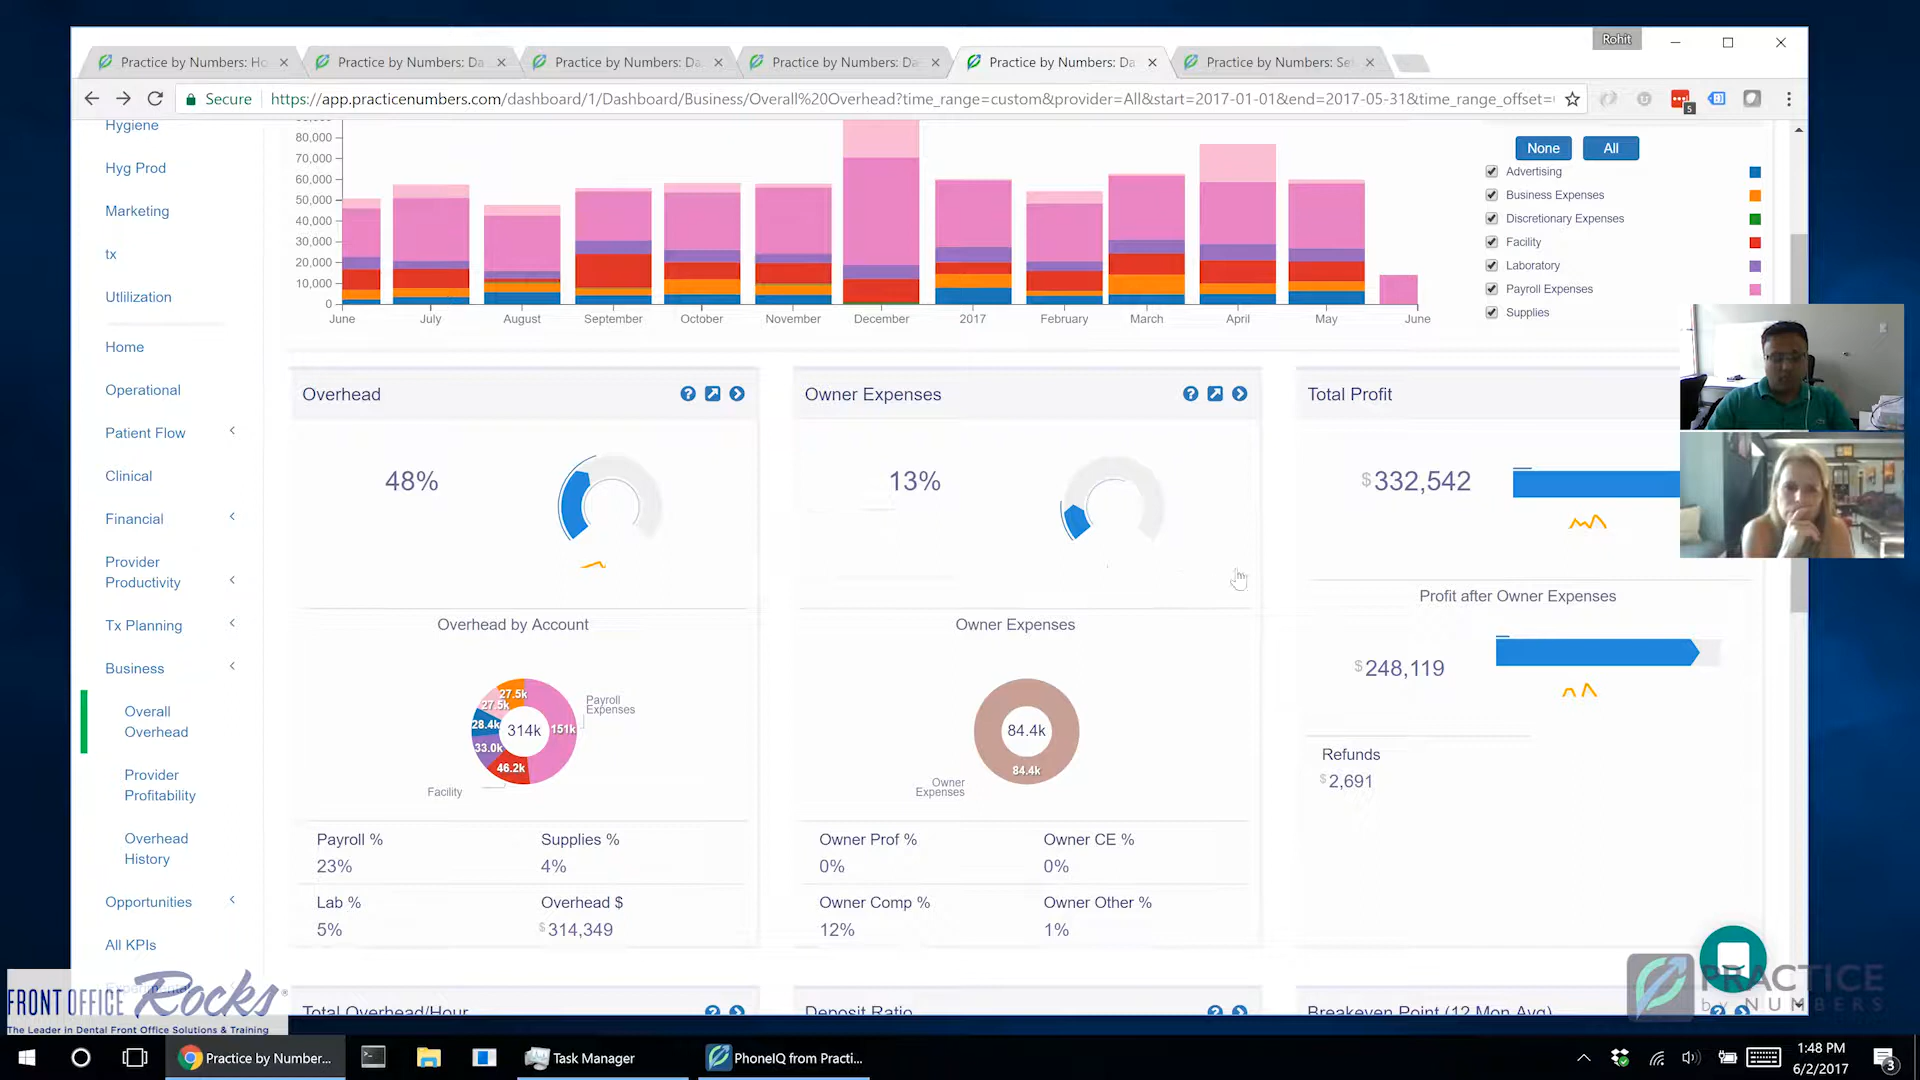 Rohit
Practice by Numbers: Ho
Practice by Numbers: Da
Practice by Numbers: Da
Practice by Numbers: Da
Practice by Numbers: Da
Practice by Numbers: Set
Secure
https://app.practicenumbers.com/dashboard/1/Dashboard/Business/Overall%20Overhead?time_range=custom&provider=All&start=2017-01-01&end=2017-05-31&time_range_offset=
5
Hygiene
Hyg Prod
Marketing
tx
Utlilization
Home
Operational
Patient Flow
Clinical
Financial
Provider
Productivity
Tx Planning
Business
Overall
Overhead
Provider
Profitability
Overhead
History
Opportunities
All KPIs
80,000
70,000
60,000
50,000
40,000
30,000
20,000
10,000
0
June
July
August
September
October
November
December
2017
February
March
April
May
June
None
All
Advertising
Business Expenses
Discretionary Expenses
Facility
Laboratory
Payroll Expenses
Supplies
Overhead
48%
Overhead by Account
27.5k
27.5k
28.4k
33.0k
46.2k
151k
314k
Payroll
Expenses
Facility
Payroll %
23%
Supplies %
4%
Lab %
5%
Overhead $
$314,349
Owner Expenses
13%
Owner Expenses
84.4k
84.4k
Owner
Expenses
Owner Prof %
0%
Owner CE %
0%
Owner Comp %
12%
Owner Other %
1%
Total Profit
$332,542
Profit after Owner Expenses
$248,119
Refunds
$2,691
Total Overhead/Hour
Deposit Ratio
Breakeven Point (12 Mon Avg)
FRONT OFFICE Rocks
The Leader in Dental Front Office Solutions & Training
PRACTICE
by NUMBERS
Practice by Number...
Task Manager
PhoneIQ from Practi...
1:48 PM
6/2/2017
3